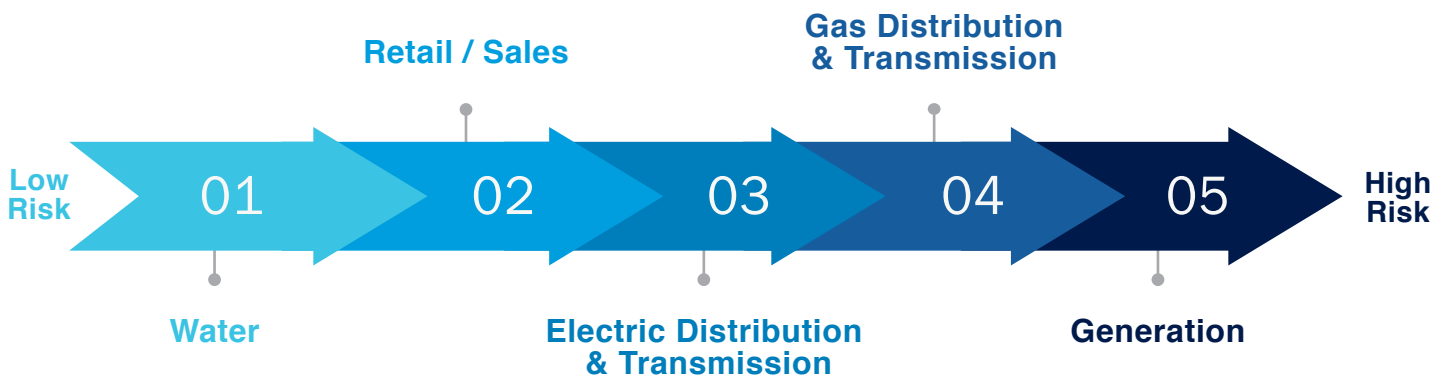 Low
Risk
01
Water
02
Retail / Sales
03
Electric Distribution
& Transmission
04
Gas Distribution
& Transmission
05
Generation
High
Risk